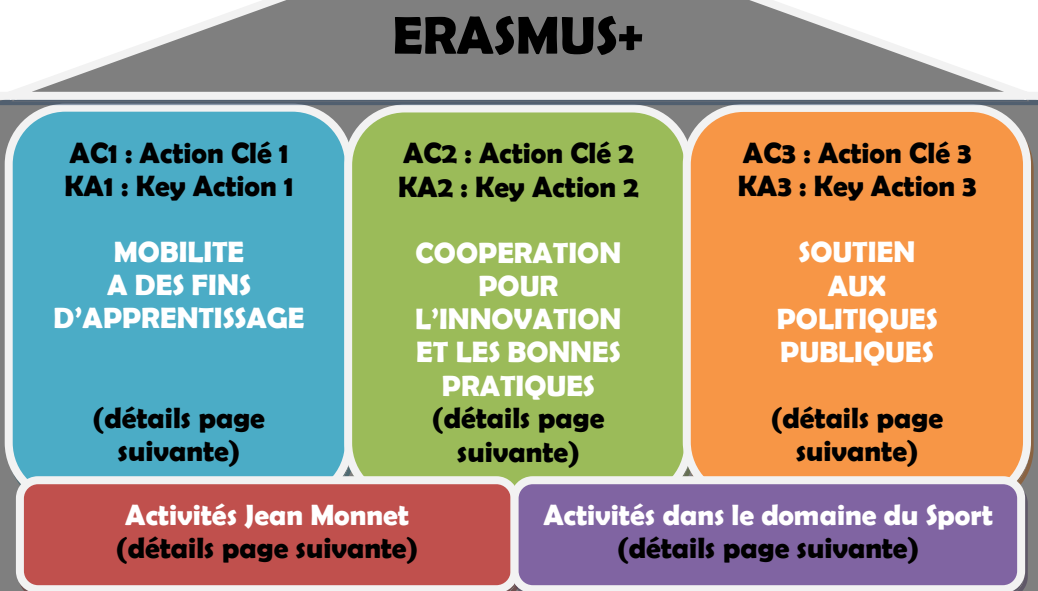 ERASMUS+
AC1 : Action Clé 1
KA1 : Key Action 1
MOBILITE
A DES FINS
D'APPRENTISSAGE
(détails page
suivante)
AC2 : Action Clé 2
KA2 : Key Action 2
COOPERATION
POUR
L'INNOVATION
ET LES BONNES
PRATIQUES
(détails page
suivante)
AC3 : Action Clé 3
KA3 : Key Action 3
SOUTIEN
AUX
POLITIQUES
PUBLIQUES
(détails page
suivante)
Activités Jean Monnet
(détails page suivante)
Activités dans le domaine du Sport
(détails page suivante)